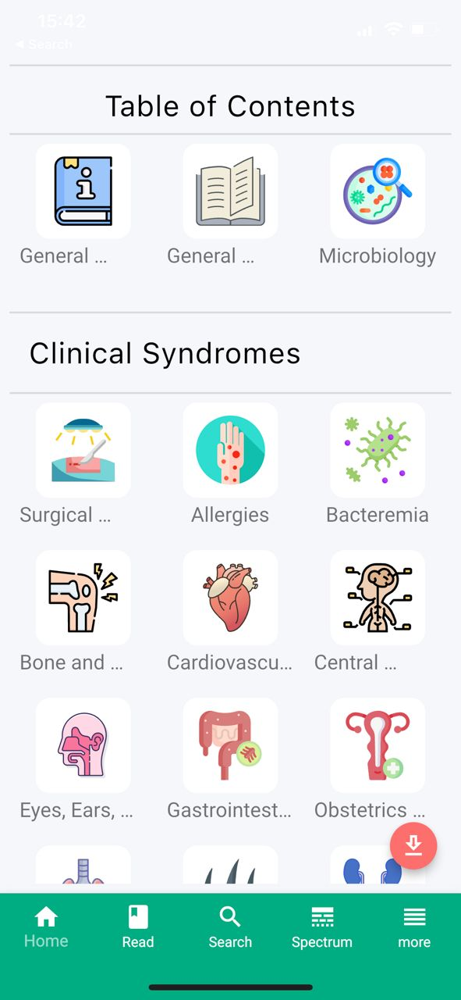 15:42
◀ Search
Table of Contents
General ...
General ...
Microbiology
Clinical Syndromes
Surgical ...
Allergies
Bacteremia
Bone and ...
Cardiovascu...
Central ...
Eyes, Ears, ...
Gastrointest...
Obstetrics ...
Home
Read
Search
Spectrum
more